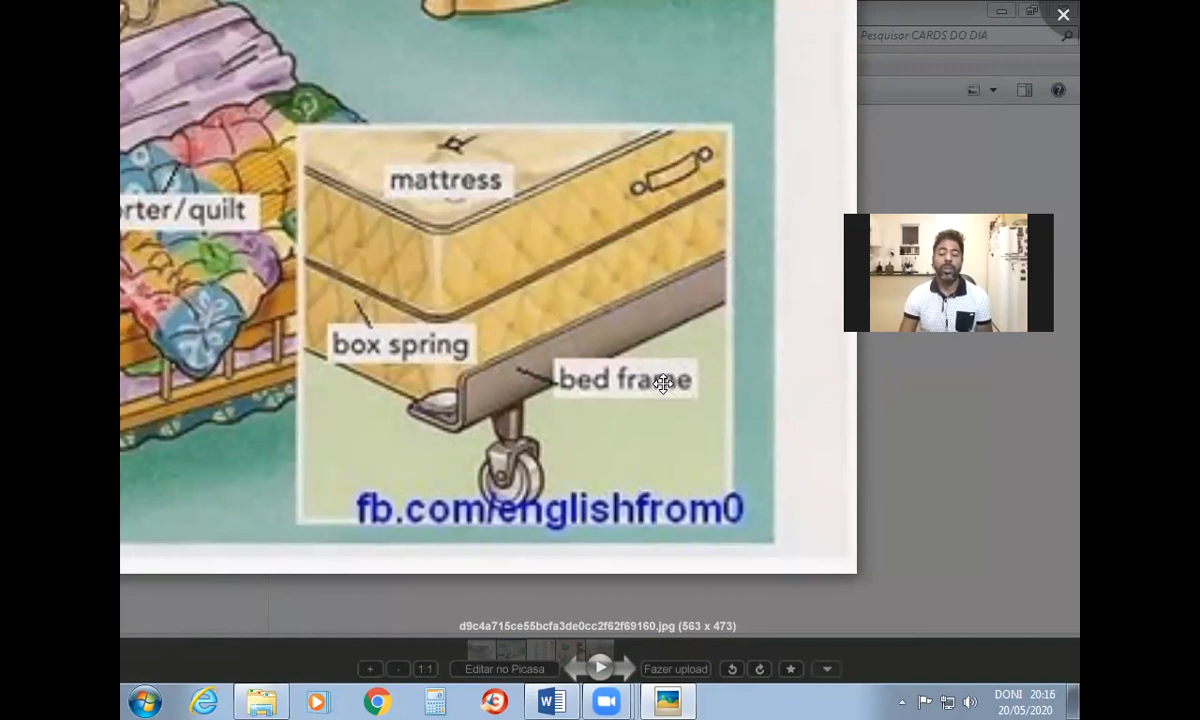 Pesquisar CARDS DO DIA
mattress
orter/quilt
box spring
bed frame
fb.com/englishfrom0
d9c4a715ce55bcfa3de0cc2f62f69160.jpg (563 x 473)
+ - 1:1 Editar no Picasa Fazer upload
DONI 20:16
20/05/2020